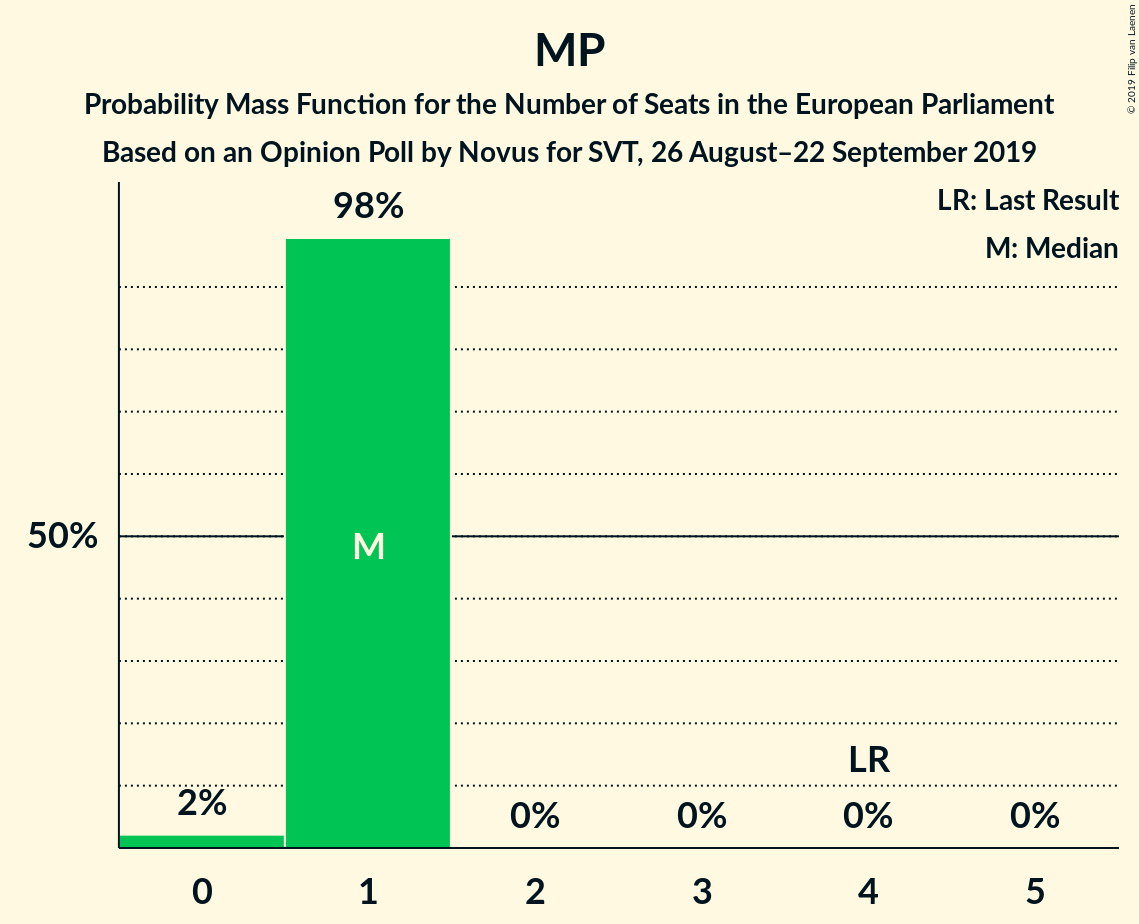 MP
Probability Mass Function for the Number of Seats in the European Parliament
Based on an Opinion Poll by Novus for SVT, 26 August–22 September 2019
© 2019 Filip van Laenen
LR: Last Result
M: Median
98%
50%
M
LR
2%
0%
0%
0%
0%
0
1
2
3
4
5